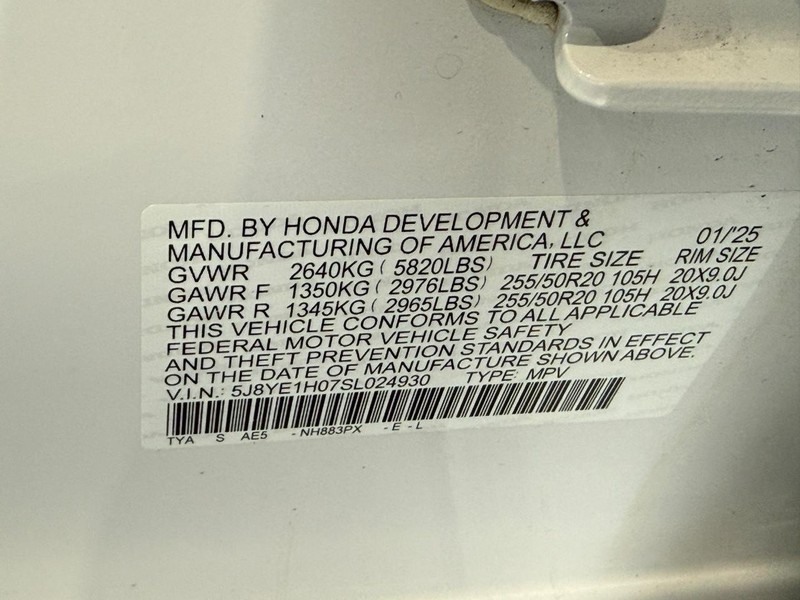 MFD. BY HONDA DEVELOPMENT &
MANUFACTURING OF AMERICA, LLC 01/'25
GVWR 2640KG ( 5820LBS) TIRE SIZE RIM SIZE
GAWR F 1350KG ( 2976LBS) 255/50R20 105H 20X9.0J
GAWR R 1345KG ( 2965LBS) 255/50R20 105H 20X9.0J
THIS VEHICLE CONFORMS TO ALL APPLICABLE
FEDERAL MOTOR VEHICLE SAFETY
AND THEFT PREVENTION STANDARDS IN EFFECT
ON THE DATE OF MANUFACTURE SHOWN ABOVE.
V.I.N.: 5J8YE1H07SL024930 TYPE: MPV
TYA S AE5 -NH883PX -E-L